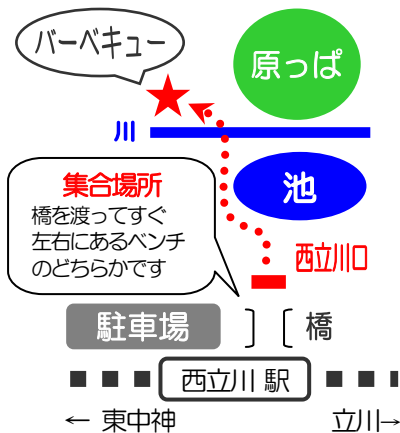 バーベキュー
原っぱ
川
池
集合場所
橋を渡ってすぐ
左右にあるベンチ
のどちらかです
西立川口
駐車場
橋
西立川 駅
← 東中神
立川→